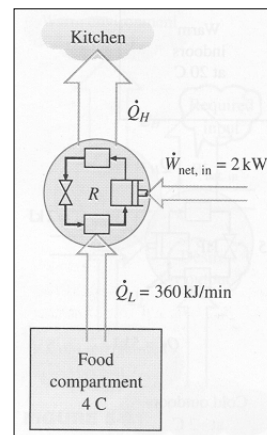 Kitchen
Q̇_H
Ẇ_net, in = 2 kW
R
Q̇_L = 360 kJ/min
Food
compartment
4 C